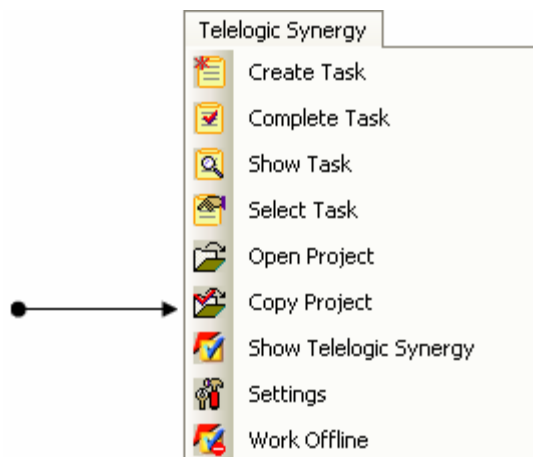 Telelogic Synergy
Create Task
Complete Task
Show Task
Select Task
Open Project
Copy Project
Show Telelogic Synergy
Settings
Work Offline